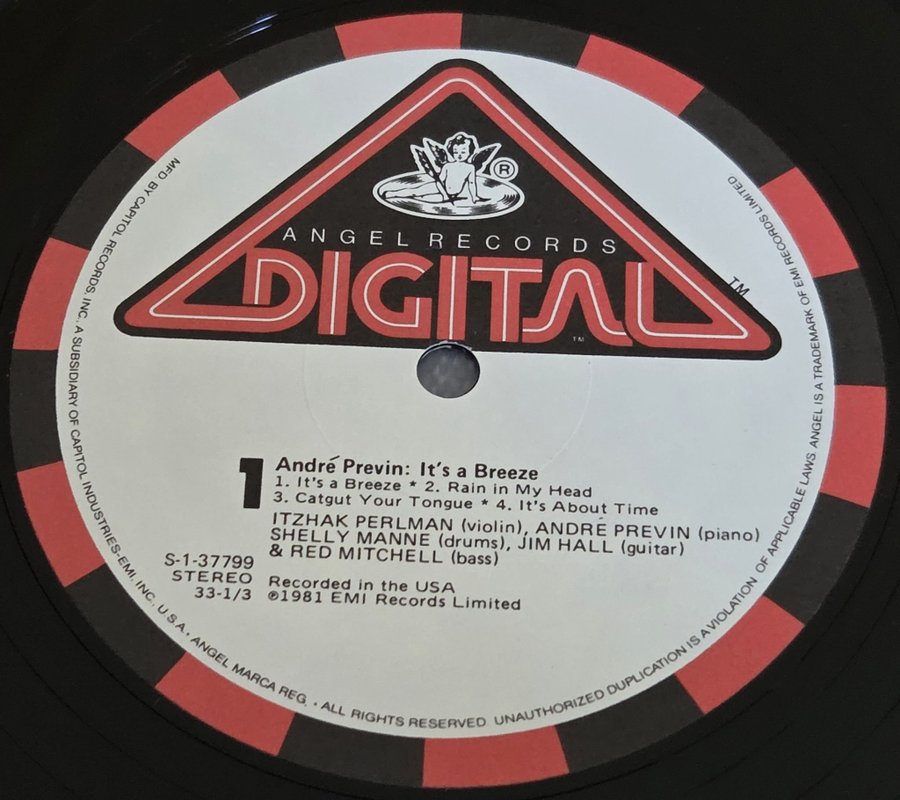 ®
ANGEL RECORDS
DIGITAL
TM
TM
1
André Previn: It's a Breeze
1. It's a Breeze * 2. Rain in My Head
3. Catgut Your Tongue * 4. It's About Time
ITZHAK PERLMAN (violin), ANDRÉ PREVIN (piano)
SHELLY MANNE (drums), JIM HALL (guitar)
& RED MITCHELL (bass)
S-1-37799
STEREO
33-1/3
Recorded in the USA
℗1981 EMI Records Limited
MFD BY CAPITOL RECORDS, INC., A SUBSIDIARY OF CAPITOL INDUSTRIES-EMI, INC., U.S.A. • ANGEL MARCA REG. • ALL RIGHTS RESERVED UNAUTHORIZED DUPLICATION IS A VIOLATION OF APPLICABLE LAWS. ANGEL IS A TRADEMARK OF EMI RECORDS LIMITED